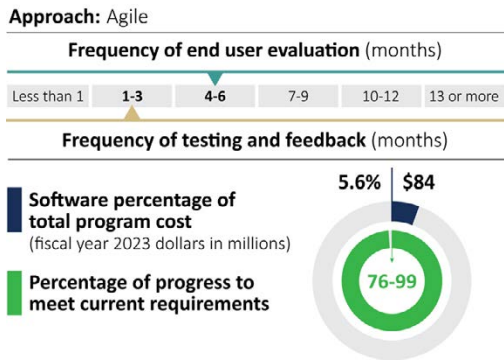 Approach: Agile
Frequency of end user evaluation (months)
Less than 1 1-3 4-6 7-9 10-12 13 or more
Frequency of testing and feedback (months)
Software percentage of
total program cost
(fiscal year 2023 dollars in millions)
Percentage of progress to
meet current requirements
5.6% $84
76-99